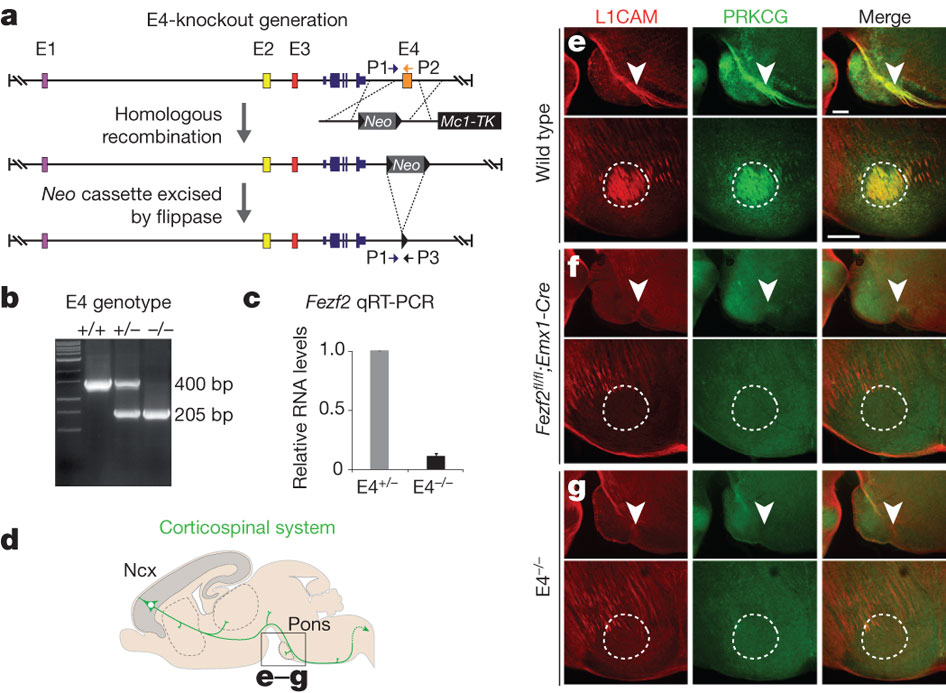 a
E4-knockout generation
E1
E2
E3
E4
P1
P2
Homologous
recombination
Neo
Mc1-TK
Neo
Neo cassette excised
by flippase
P1
P3
b
E4 genotype
+/+ +/– –/–
400 bp
205 bp
c
Fezf2 qRT-PCR
Relative RNA levels
1.0
0.5
0
E4+/–
E4–/–
d
Corticospinal system
Ncx
Pons
e–g
L1CAM
PRKCG
Merge
e
Wild type
f
Fezf2fl/fl;Emx1-Cre
g
E4–/–